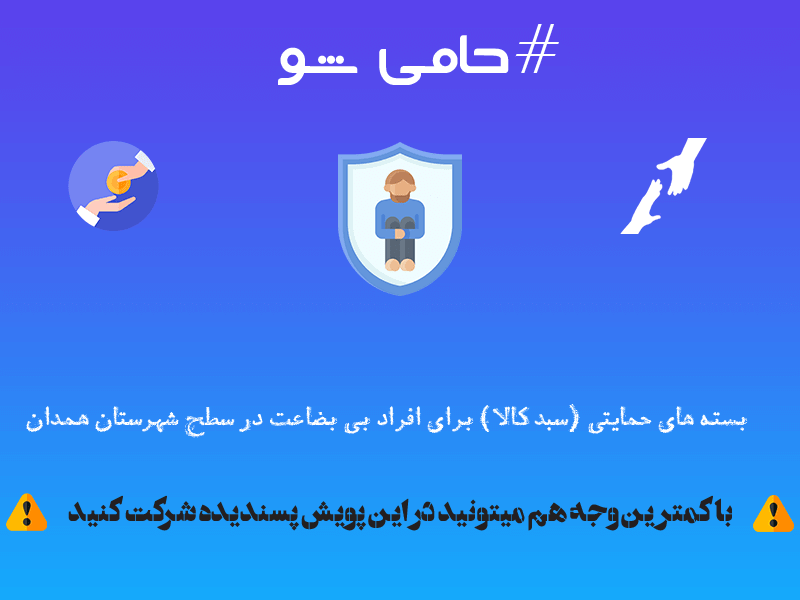 #حامی شو
بسته های حمایتی (سبد کالا) برای افراد بی بضاعت در سطح شهرستان همدان
با کمترین وجه هم میتونید در این پویش پسندیده شرکت کنید